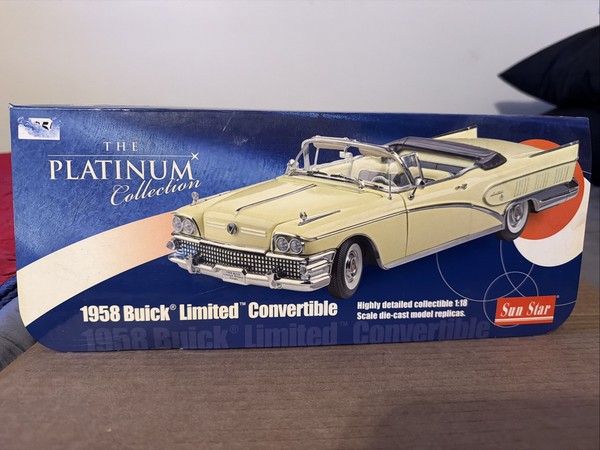 THE
PLATINUM
Collection
1958 Buick® Limited™ Convertible
Highly detailed collectible 1:18
Scale die-cast model replicas.
Sun Star
1958 Buick® Limited™ Convertible